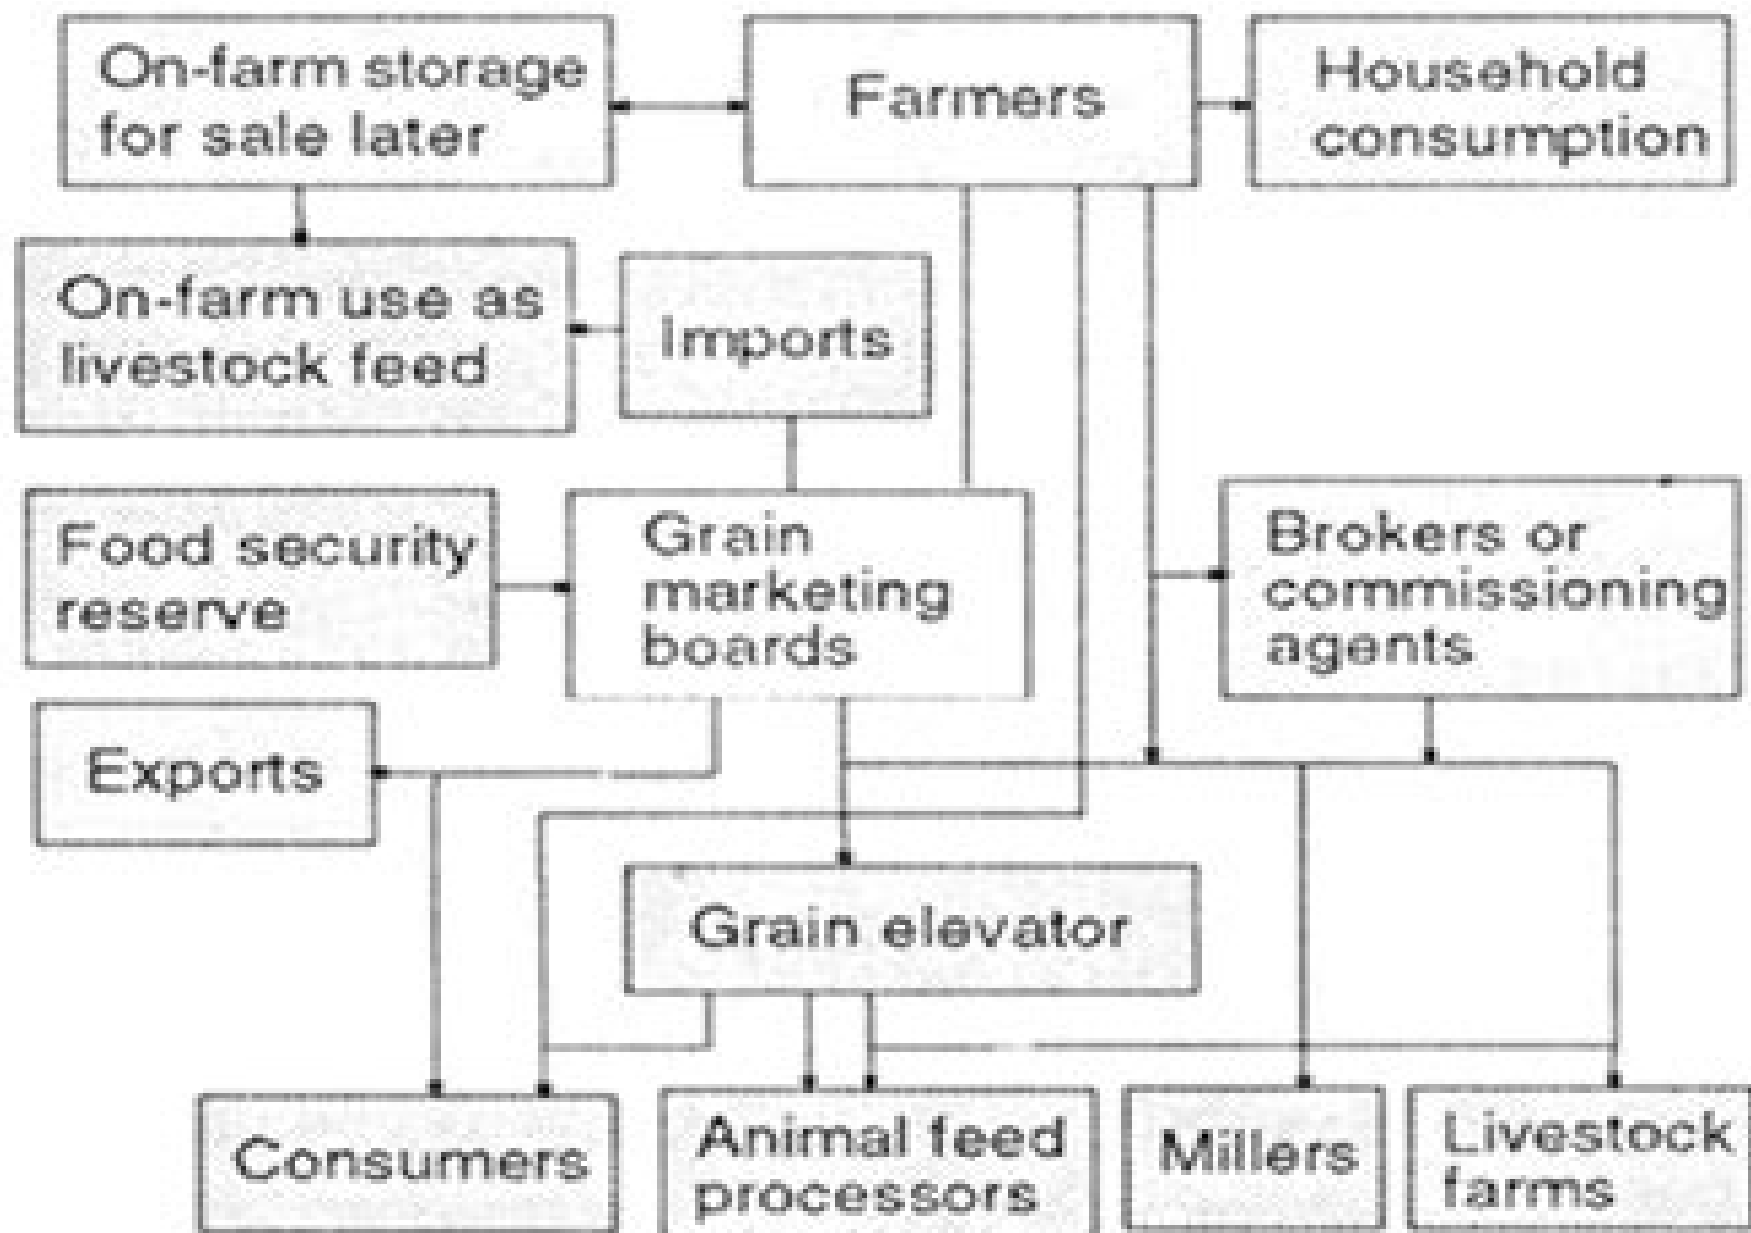 On-farm storage
for sale later
Farmers
Household
consumption
On-farm use as
livestock feed
Imports
Food security
reserve
Grain
marketing
boards
Brokers or
commissioning
agents
Exports
Grain elevator
Consumers
Animal feed
processors
Millers
Livestock
farms